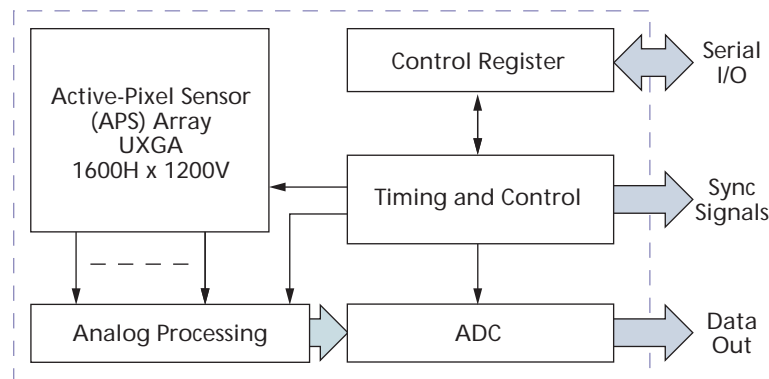 Active-Pixel Sensor
(APS) Array
UXGA
1600H x 1200V
Control Register
Serial
I/O
Timing and Control
Sync
Signals
Analog Processing
ADC
Data
Out